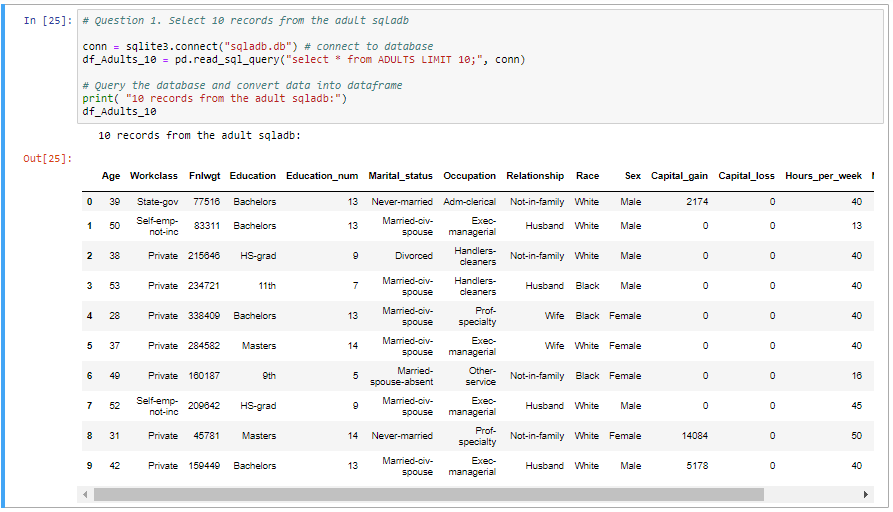 In [25]: # Question 1. Select 10 records from the adult sqladb
conn = sqlite3.connect("sqladb.db") # connect to database
df_Adults_10 = pd.read_sql_query("select * from ADULTS LIMIT 10;", conn)
# Query the database and convert data into dataframe
print( "10 records from the adult sqladb:")
df_Adults_10
10 records from the adult sqladb:
Out[25]:
Age Workclass Fnlwgt Education Education_num Marital_status Occupation Relationship Race Sex Capital_gain Capital_loss Hours_per_week
0 39 State-gov 77516 Bachelors 13 Never-married Adm-clerical Not-in-family White Male 2174 0 40
1 50 Self-emp- 83311 Bachelors 13 Married-civ- Exec- Husband White Male 0 0 13
not-inc spouse managerial
2 38 Private 215646 HS-grad 9 Divorced Handlers- Not-in-family White Male 0 0 40
cleaners
3 53 Private 234721 11th 7 Married-civ- Handlers- Husband Black Male 0 0 40
spouse cleaners
4 28 Private 338409 Bachelors 13 Married-civ- Prof- Wife Black Female 0 0 40
spouse specialty
5 37 Private 284582 Masters 14 Married-civ- Exec- Wife White Female 0 0 40
spouse managerial
6 49 Private 160187 9th 5 Married- Other- Not-in-family Black Female 0 0 16
spouse-absent service
7 52 Self-emp- 209642 HS-grad 9 Married-civ- Exec- Husband White Male 0 0 45
not-inc spouse managerial
8 31 Private 45781 Masters 14 Never-married Prof- Not-in-family White Female 14084 0 50
specialty
9 42 Private 159449 Bachelors 13 Married-civ- Exec- Husband White Male 5178 0 40
spouse managerial